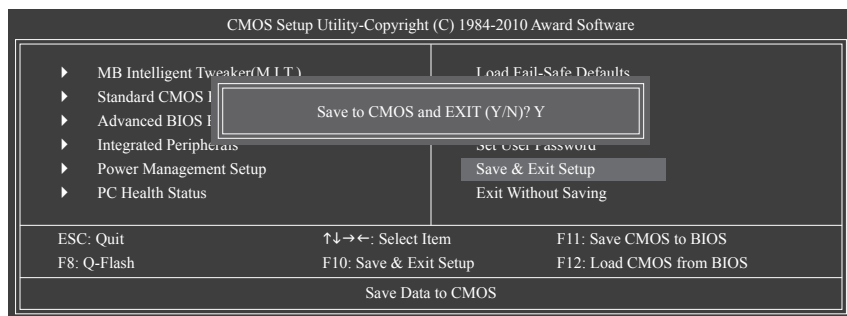 CMOS Setup Utility-Copyright (C) 1984-2010 Award Software
MB Intelligent Tweaker(M.I.T.)
Standard CMOS
Advanced BIOS
Integrated Peripherals
Power Management Setup
PC Health Status
Load Fail-Safe Defaults
Set User Password
Save & Exit Setup
Exit Without Saving
Save to CMOS and EXIT (Y/N)? Y
ESC: Quit
↑↓→←: Select Item
F11: Save CMOS to BIOS
F8: Q-Flash
F10: Save & Exit Setup
F12: Load CMOS from BIOS
Save Data to CMOS